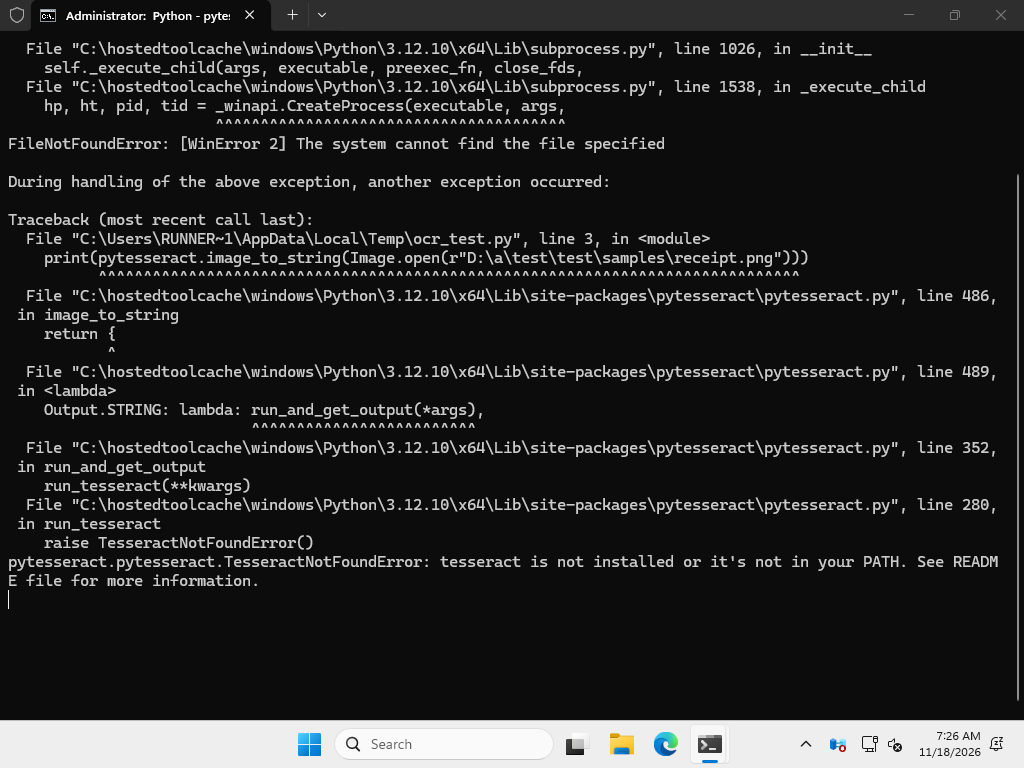 Administrator: Python - pytes
File "C:\hostedtoolcache\windows\Python\3.12.10\x64\Lib\subprocess.py", line 1026, in __init__
self._execute_child(args, executable, preexec_fn, close_fds,
File "C:\hostedtoolcache\windows\Python\3.12.10\x64\Lib\subprocess.py", line 1538, in _execute_child
hp, ht, pid, tid = _winapi.CreateProcess(executable, args,
^^^^^^^^^^^^^^^^^^^^^^^^^^^^^^^^^^^^^^^
FileNotFoundError: [WinError 2] The system cannot find the file specified
During handling of the above exception, another exception occurred:
Traceback (most recent call last):
File "C:\Users\RUNNER~1\AppData\Local\Temp\ocr_test.py", line 3, in <module>
print(pytesseract.image_to_string(Image.open(r"D:\a\test\test\samples\receipt.png")))
^^^^^^^^^^^^^^^^^^^^^^^^^^^^^^^^^^^^^^^^^^^^^^^^^^^^^^^^^^^^^^^^^^^^^^^^^^^^^^
File "C:\hostedtoolcache\windows\Python\3.12.10\x64\Lib\site-packages\pytesseract\pytesseract.py", line 486,
in image_to_string
return {
^
File "C:\hostedtoolcache\windows\Python\3.12.10\x64\Lib\site-packages\pytesseract\pytesseract.py", line 489,
in <lambda>
Output.STRING: lambda: run_and_get_output(*args),
^^^^^^^^^^^^^^^^^^^^^^^^^
File "C:\hostedtoolcache\windows\Python\3.12.10\x64\Lib\site-packages\pytesseract\pytesseract.py", line 352,
in run_and_get_output
run_tesseract(**kwargs)
File "C:\hostedtoolcache\windows\Python\3.12.10\x64\Lib\site-packages\pytesseract\pytesseract.py", line 280,
in run_tesseract
raise TesseractNotFoundError()
pytesseract.pytesseract.TesseractNotFoundError: tesseract is not installed or it's not in your PATH. See READM
E file for more information.
Search
7:26 AM
11/18/2026